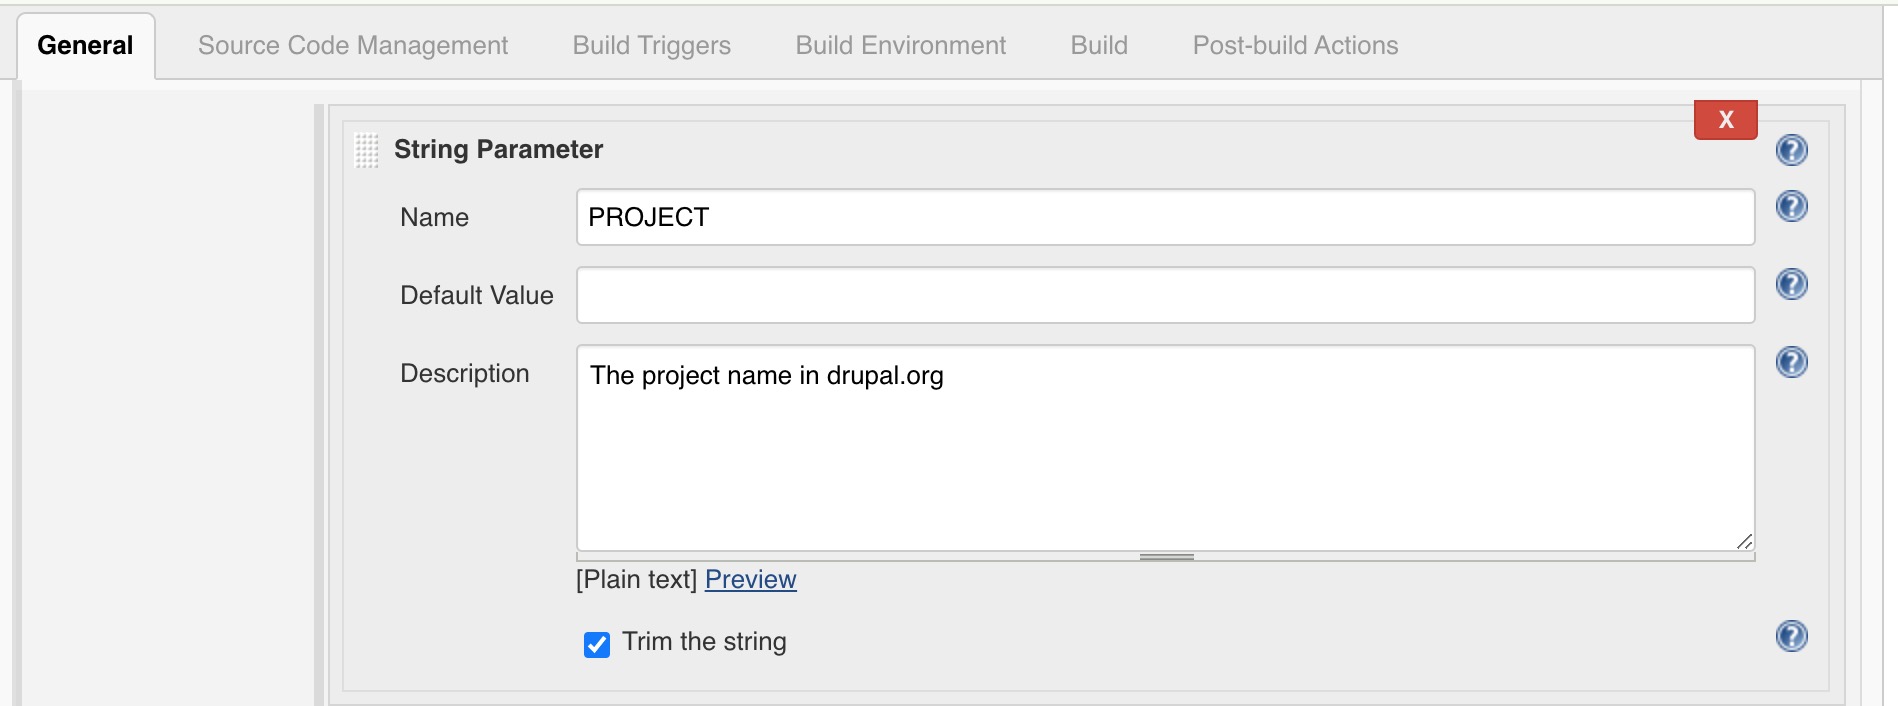 General Source Code Management Build Triggers Build Environment Build Post-build Actions
X
String Parameter ?
Name PROJECT ?
Default Value ?
Description The project name in drupal.org ?
[Plain text] Preview
Trim the string ?